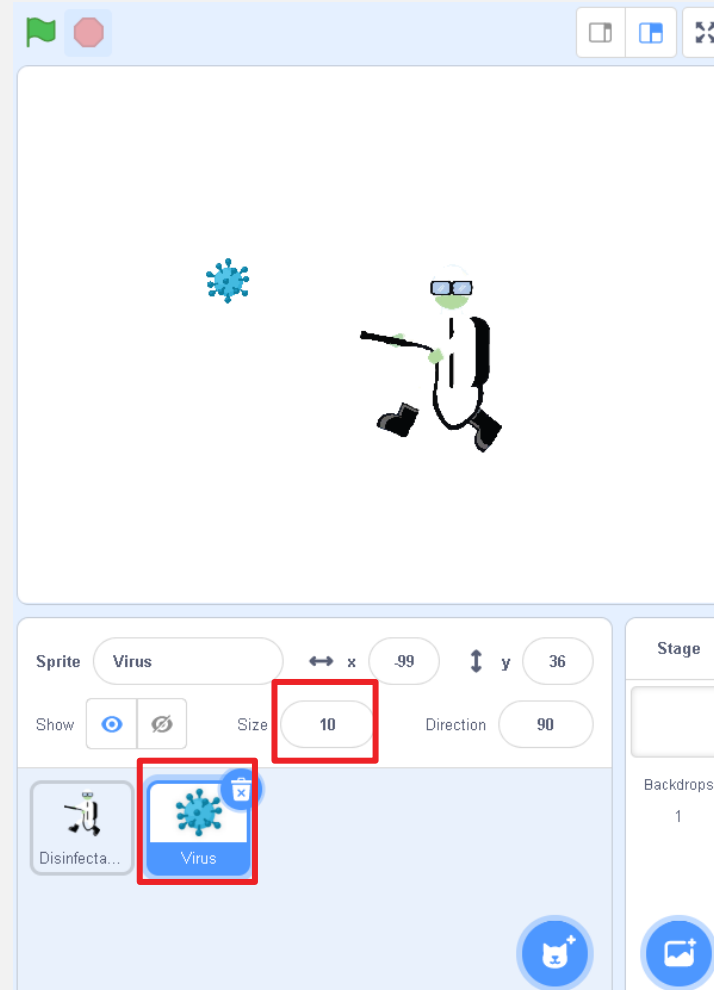 Sprite Virus x -99 y 36 Stage
Show Size 10 Direction 90
Backdrops
1
Disinfecta... Virus